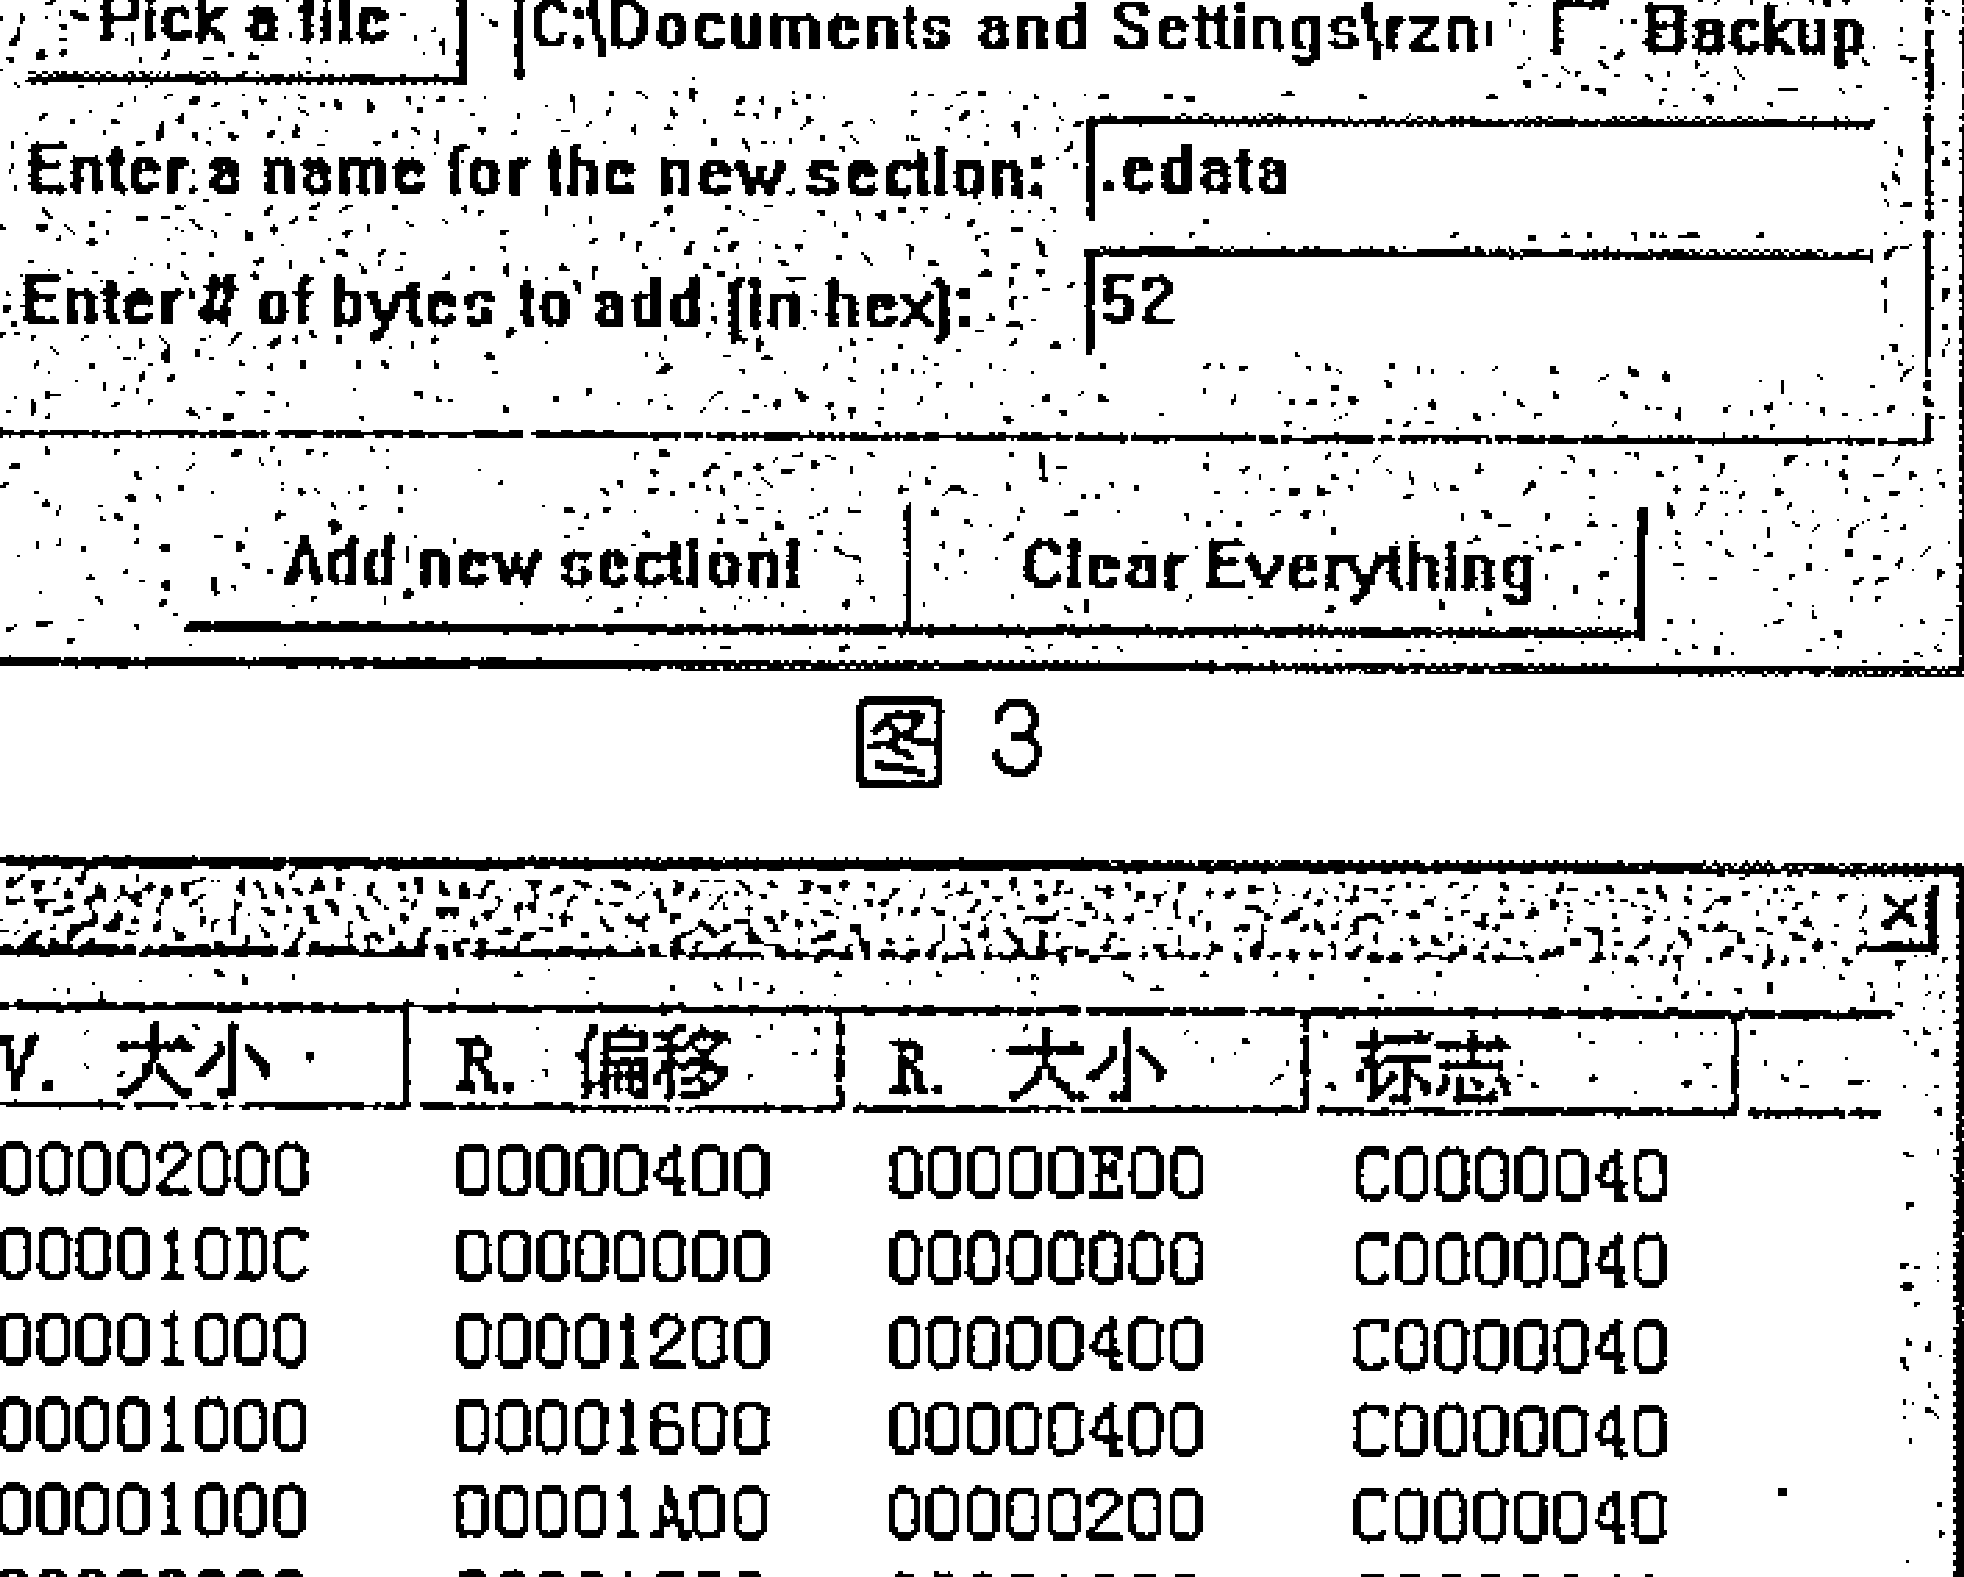 Pick a file C:\Documents and Settings\rzn Backup
Enter a name for the new section: .edata
Enter # of bytes to add (in hex): 52
Add new section! Clear Everything
图 3
V. 大小 R. 偏移 R. 大小 标志
00002000 00000400 00000E00 C0000040
000010DC 00000000 00000000 C0000040
00001000 00001200 00000400 C0000040
00001000 00001600 00000400 C0000040
00001000 00001A00 00000200 C0000040